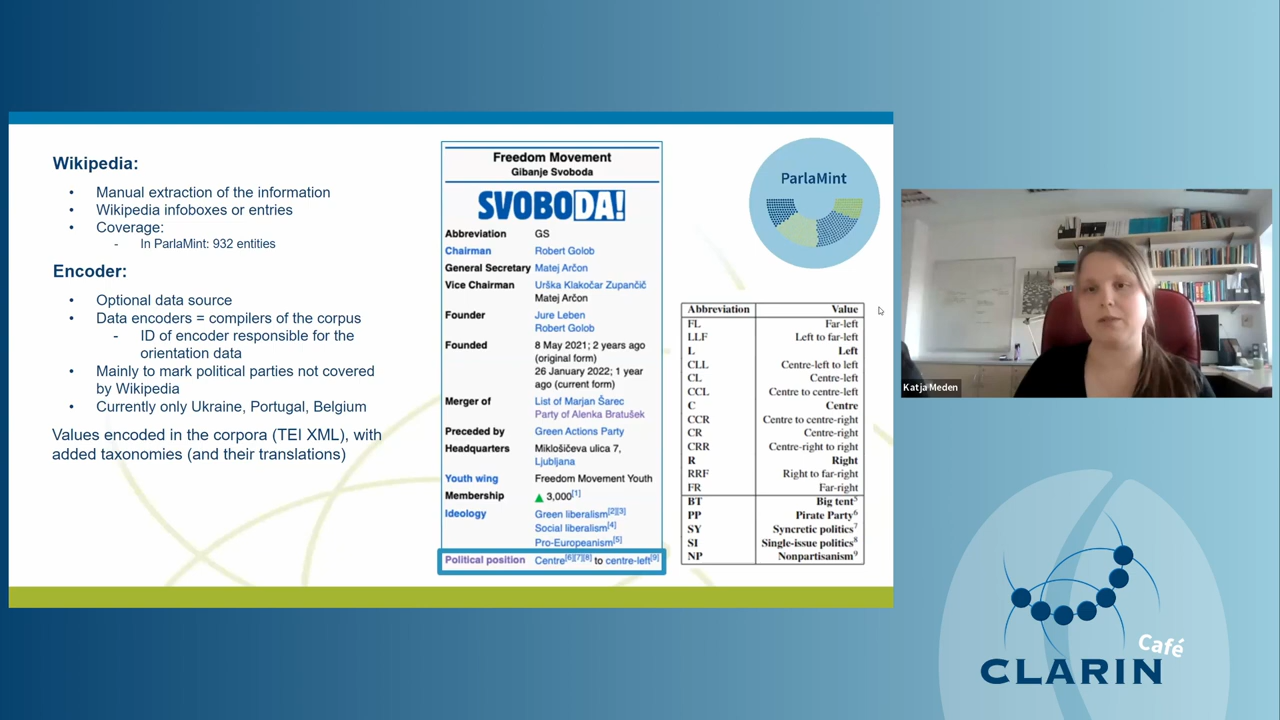 Wikipedia:
• Manual extraction of the information
• Wikipedia infoboxes or entries
• Coverage:
- In ParlaMint: 932 entities
Encoder:
• Optional data source
• Data encoders = compilers of the corpus
- ID of encoder responsible for the
orientation data
• Mainly to mark political parties not covered
by Wikipedia
• Currently only Ukraine, Portugal, Belgium
Values encoded in the corpora (TEI XML), with
added taxonomies (and their translations)
Freedom Movement
Gibanje Svoboda
SVOBODA!
Abbreviation GS
Chairman Robert Golob
General Secretary Matej Arčon
Vice Chairman Urška Klakočar Zupančič
Matej Arčon
Founder Jure Leben
Robert Golob
Founded 8 May 2021; 2 years ago
(original form)
26 January 2022; 1 year
ago (current form)
Merger of List of Marjan Šarec
Party of Alenka Bratušek
Preceded by Green Actions Party
Headquarters Miklošičeva ulica 7,
Ljubljana
Youth wing Freedom Movement Youth
Membership ▲ 3,000[1]
Ideology Green liberalism[2][3]
Social liberalism[4]
Pro-Europeanism[5]
Political position Centre[6][7][8] to centre-left[9]
ParlaMint
Abbreviation Value
FL Far-left
LLF Left to far-left
L Left
CLL Centre-left to left
CL Centre-left
CCL Centre to centre-left
C Centre
CCR Centre to centre-right
CR Centre-right
CRR Centre-right to right
R Right
RRF Right to far-right
FR Far-right
BT Big tent5
PP Pirate Party6
SY Syncretic politics7
SI Single-issue politics8
NP Nonpartisanism9
Katja Meden
Café
CLARIN